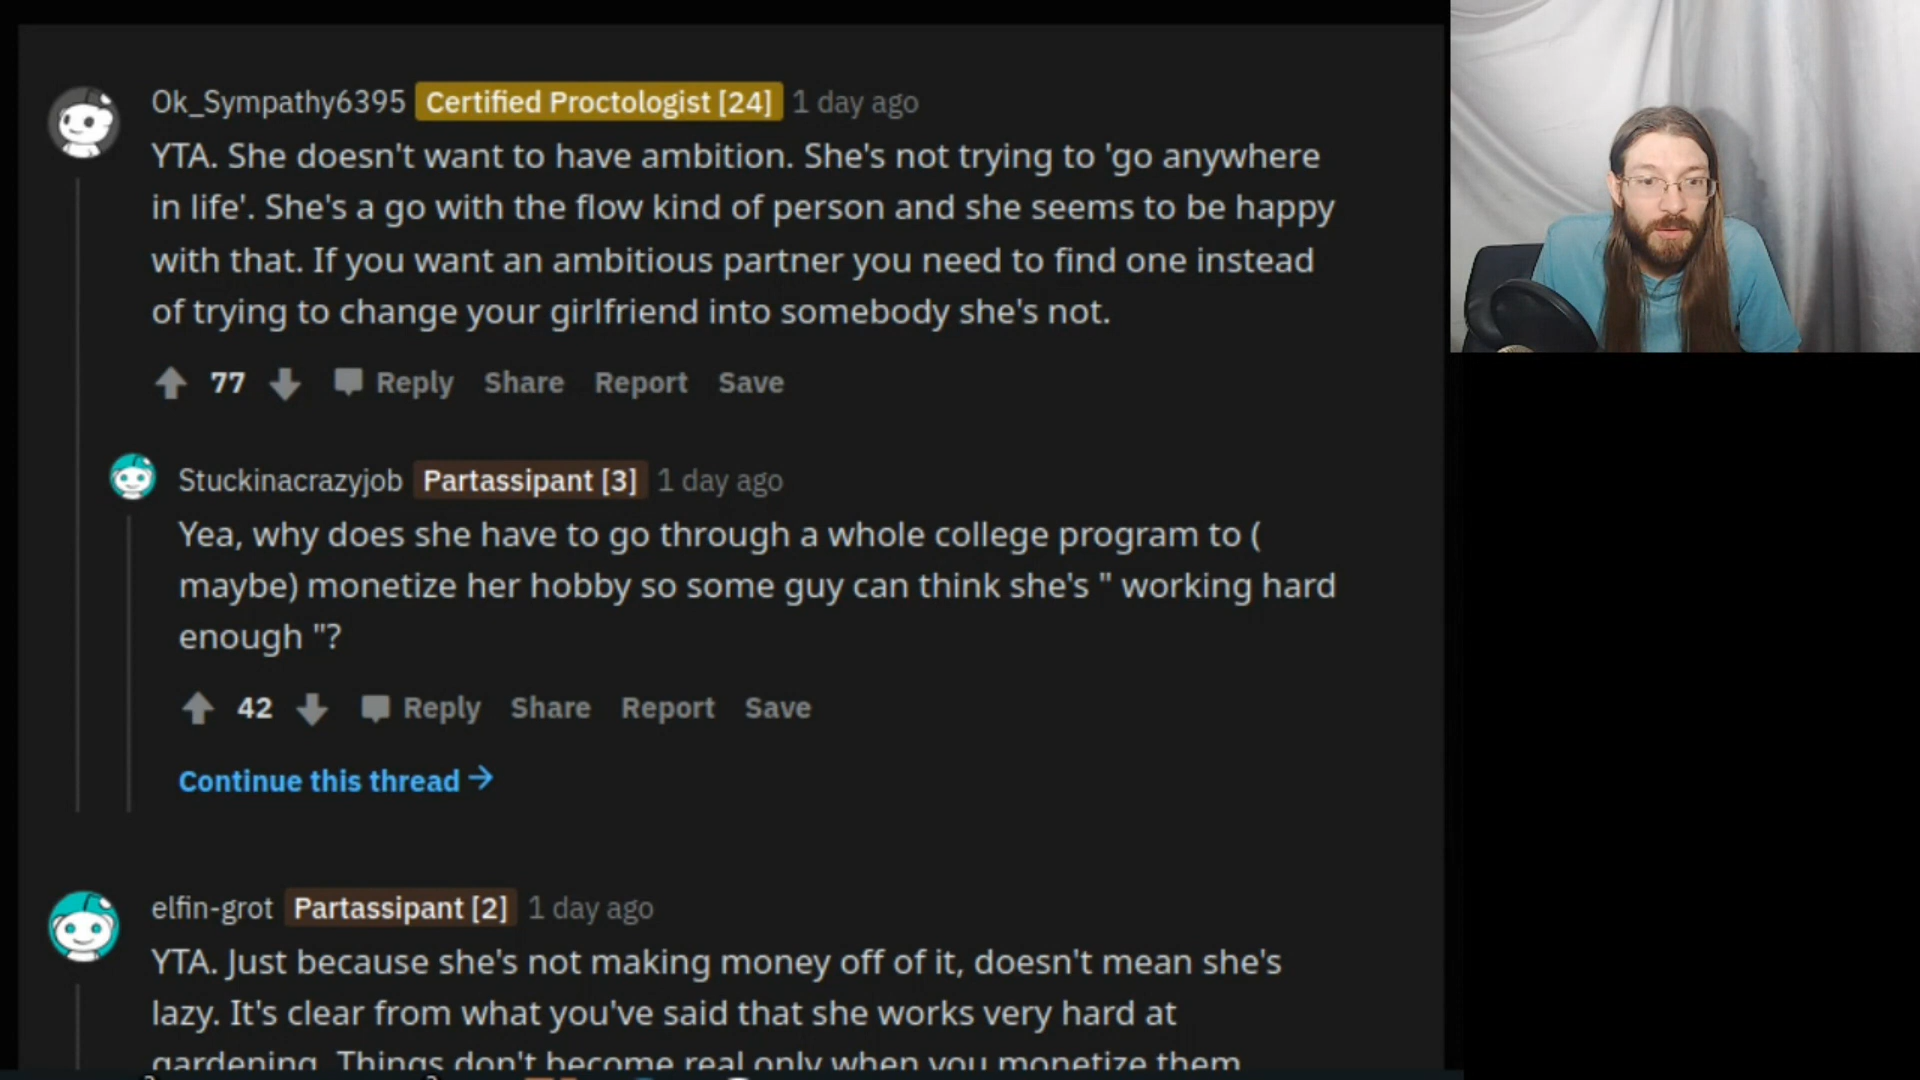 Ok_Sympathy6395 Certified Proctologist [24] 1 day ago
YTA. She doesn't want to have ambition. She's not trying to 'go anywhere
in life'. She's a go with the flow kind of person and she seems to be happy
with that. If you want an ambitious partner you need to find one instead
of trying to change your girlfriend into somebody she's not.
77 Reply Share Report Save
Stuckinacrazyjob Partassipant [3] 1 day ago
Yea, why does she have to go through a whole college program to (
maybe) monetize her hobby so some guy can think she's " working hard
enough "?
42 Reply Share Report Save
Continue this thread →
elfin-grot Partassipant [2] 1 day ago
YTA. Just because she's not making money off of it, doesn't mean she's
lazy. It's clear from what you've said that she works very hard at
gardening. Things don't become real only when you monetize them